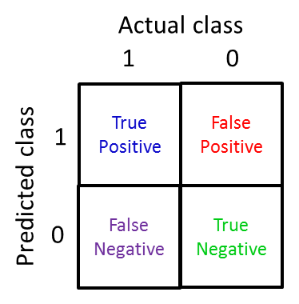 Actual class
1 0
Predicted class
1
True
Positive
False
Positive
0
False
Negative
True
Negative